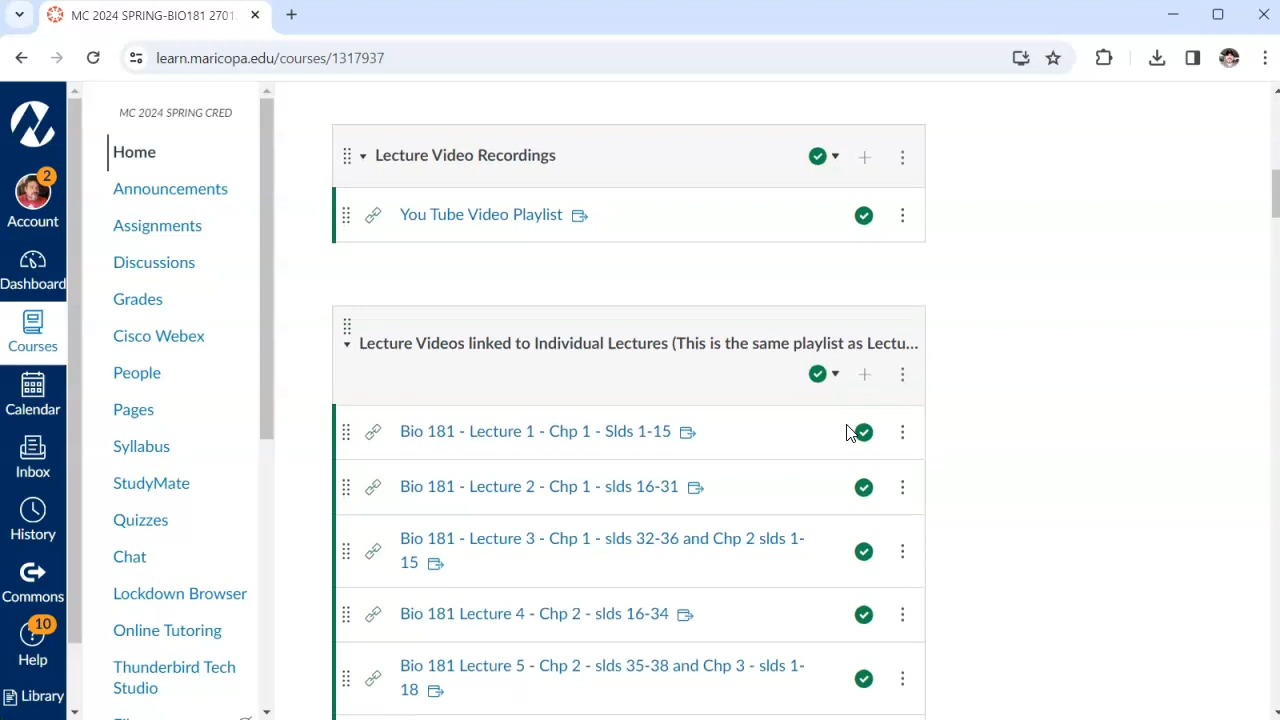 MC 2024 SPRING-BIO181 2701
learn.maricopa.edu/courses/1317937
2
Account
Dashboard
Courses
Calendar
Inbox
History
Commons
10
Help
Library
MC 2024 SPRING CRED
Home
Announcements
Assignments
Discussions
Grades
Cisco Webex
People
Pages
Syllabus
StudyMate
Quizzes
Chat
Lockdown Browser
Online Tutoring
Thunderbird Tech
Studio
Lecture Video Recordings
You Tube Video Playlist
Lecture Videos linked to Individual Lectures (This is the same playlist as Lectu...
Bio 181 - Lecture 1 - Chp 1 - Slds 1-15
Bio 181 - Lecture 2 - Chp 1 - slds 16-31
Bio 181 - Lecture 3 - Chp 1 - slds 32-36 and Chp 2 slds 1-
15
Bio 181 Lecture 4 - Chp 2 - slds 16-34
Bio 181 Lecture 5 - Chp 2 - slds 35-38 and Chp 3 - slds 1-
18